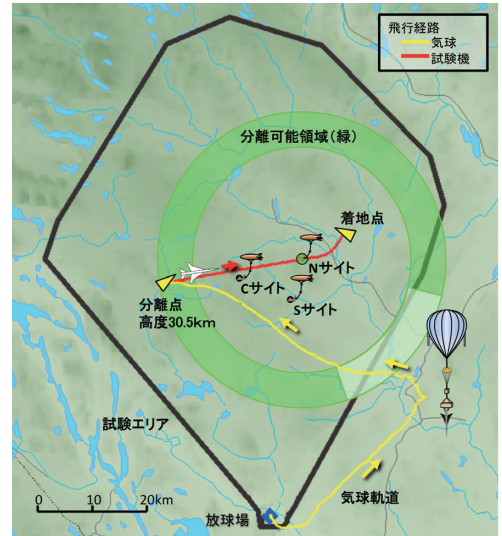 飛行経路
気球
試験機
分離可能領域(緑)
着地点
Nサイト
Cサイト
Sサイト
分離点
高度30.5km
試験エリア
気球軌道
0 10 20km
放球場